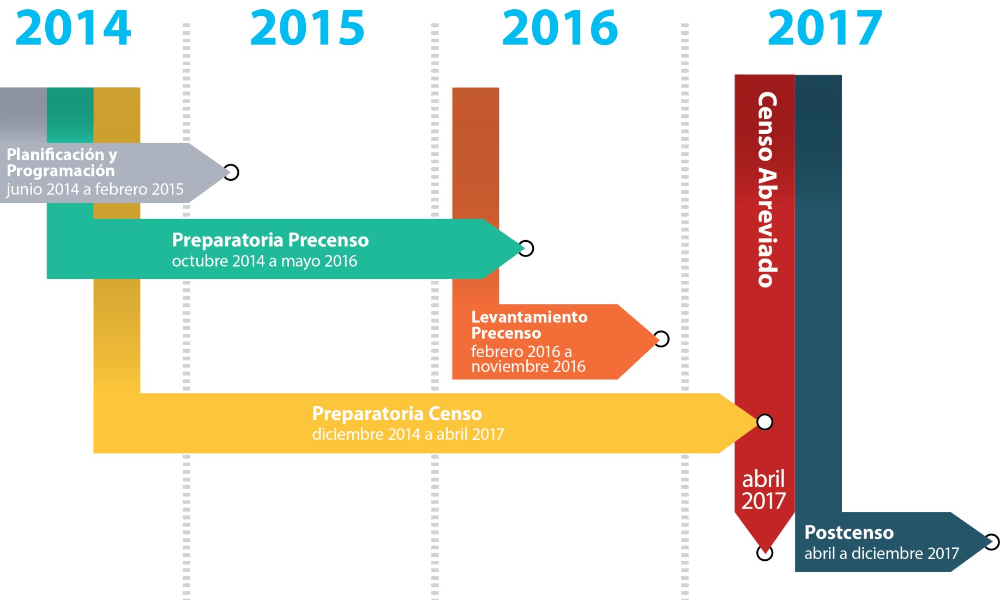 2014
2015
2016
2017
Planificación y
Programación
junio 2014 a febrero 2015
Preparatoria Precenso
octubre 2014 a mayo 2016
Levantamiento
Precenso
febrero 2016 a
noviembre 2016
Preparatoria Censo
diciembre 2014 a abril 2017
Censo Abreviado
abril
2017
Postcenso
abril a diciembre 2017